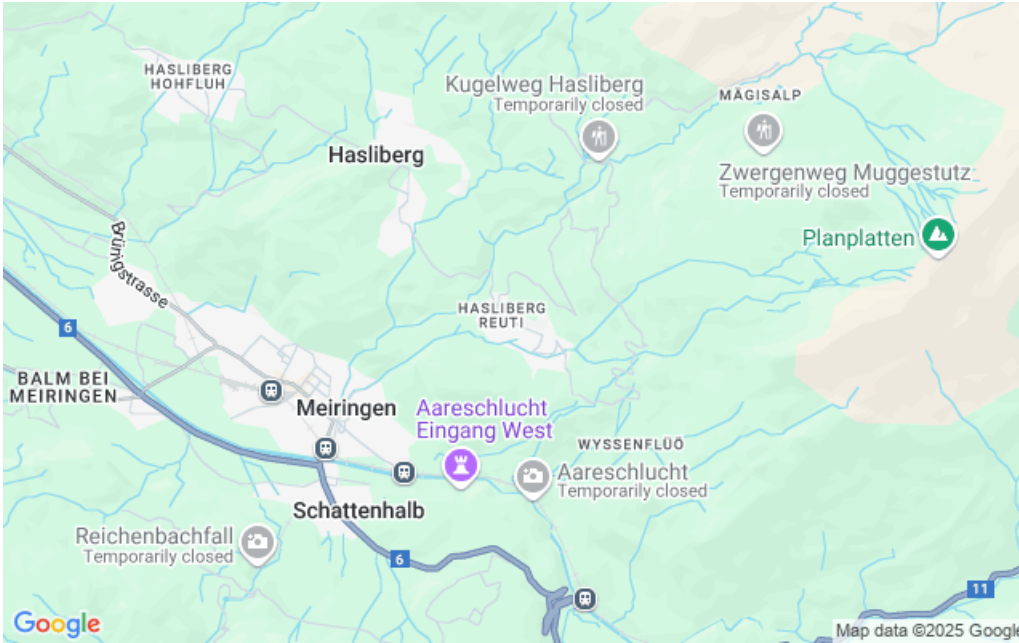 HASLIBERG
HOHFLUH
Kugelweg Hasliberg
Temporarily closed
MÄGISALP
Hasliberg
Zwergenweg Muggestutz
Temporarily closed
Brünigstrasse
Planplatten
HASLIBERG
REUTI
6
BALM BEI
MEIRINGEN
Meiringen
Aareschlucht
Eingang West
WYSSENFLÜÖ
Aareschlucht
Temporarily closed
Schattenhalb
Reichenbachfall
Temporarily closed
6
11
Google
Map data ©2025 Google